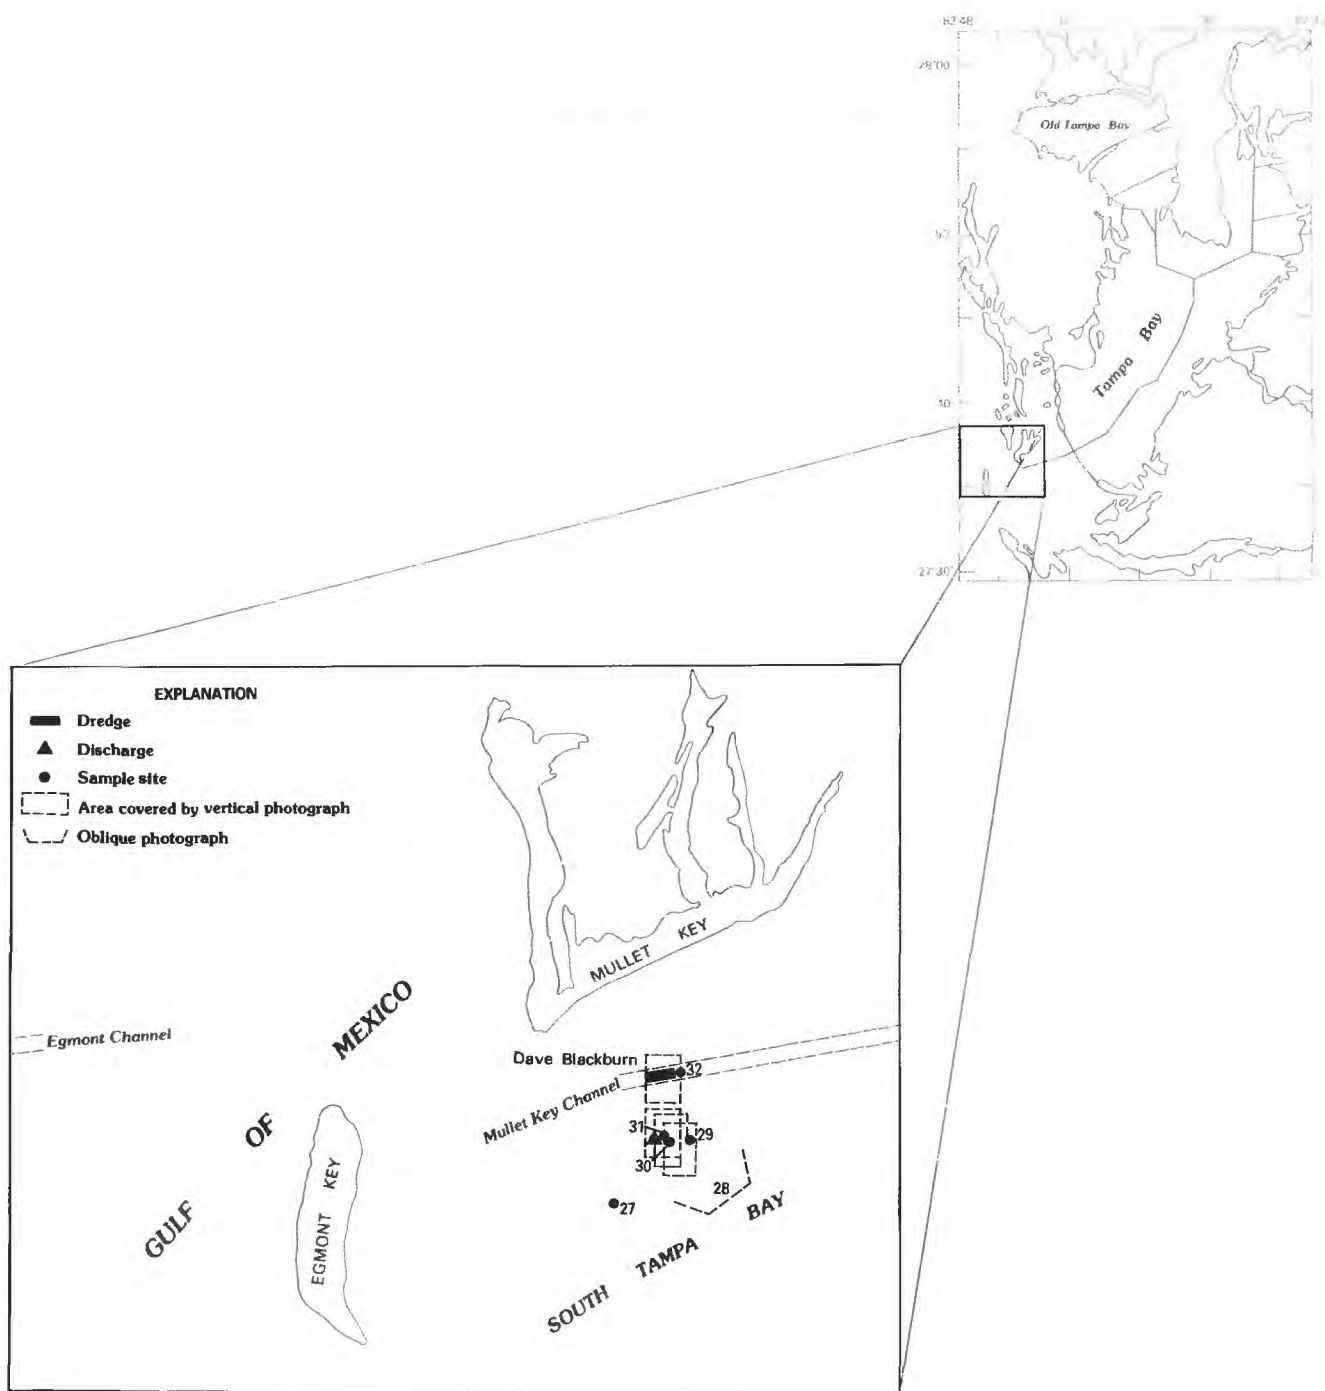 82°48'
28°00'
Old Tampa Bay
Tampa Bay
40
27°30'
EXPLANATION
Dredge
Discharge
Sample site
Area covered by vertical photograph
Oblique photograph
MULLET KEY
Egmont Channel
GULF OF MEXICO
Dave Blackburn
32
Mullet Key Channel
31
29
30
28
27
EGMONT KEY
SOUTH TAMPA BAY